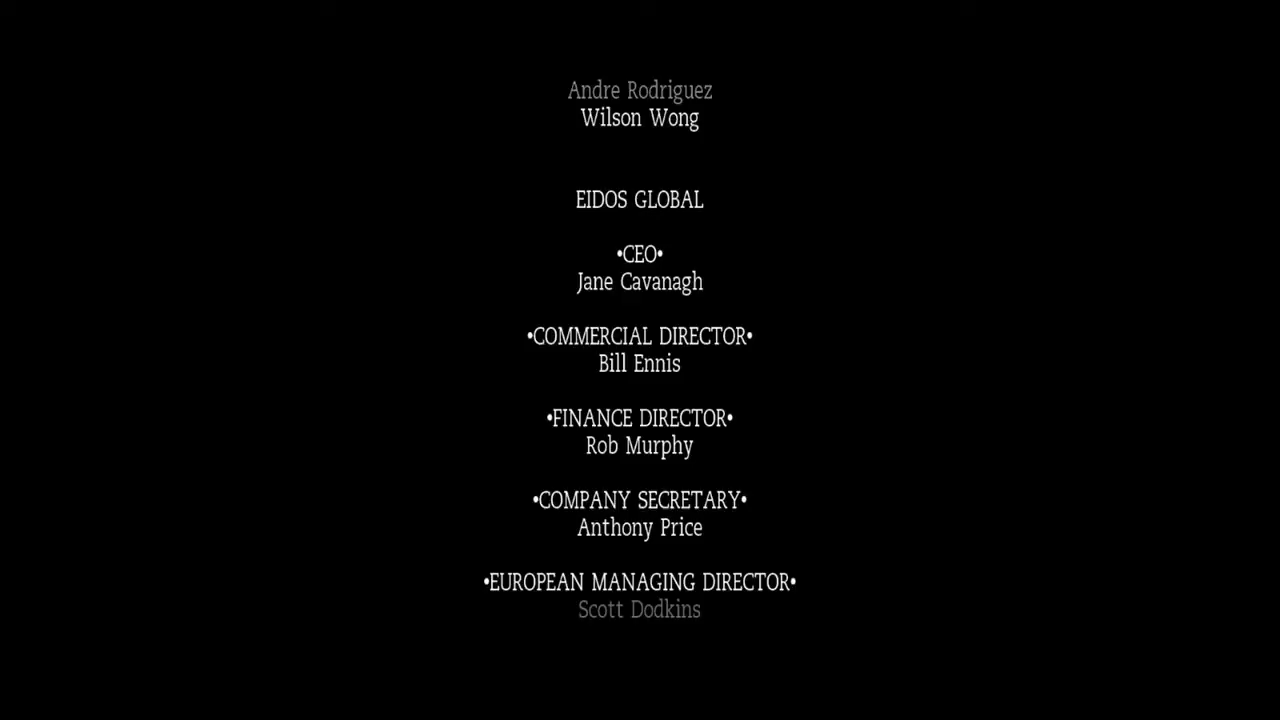 Andre Rodriguez
Wilson Wong
EIDOS GLOBAL
•CEO•
Jane Cavanagh
•COMMERCIAL DIRECTOR•
Bill Ennis
•FINANCE DIRECTOR•
Rob Murphy
•COMPANY SECRETARY•
Anthony Price
•EUROPEAN MANAGING DIRECTOR•
Scott Dodkins